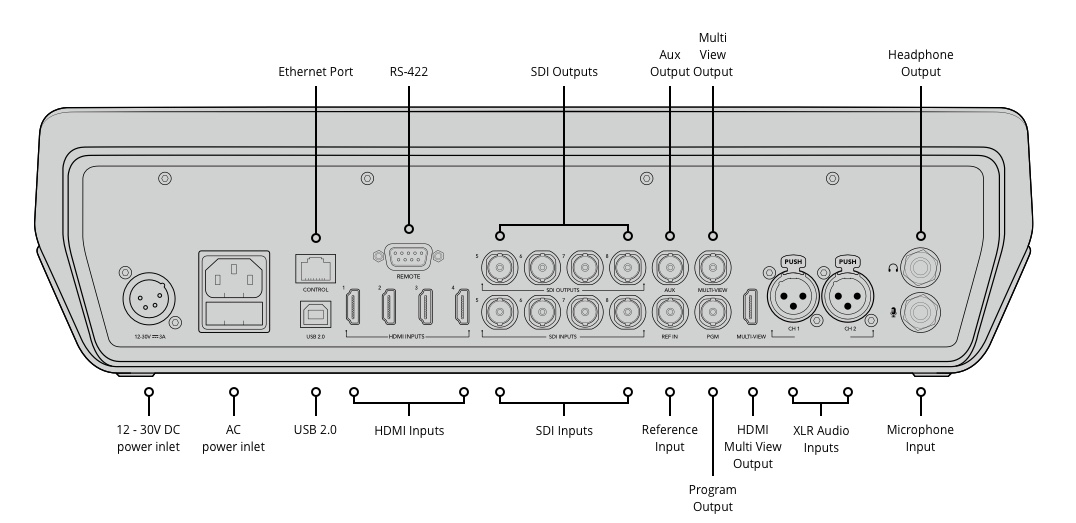 Multi
Aux View
Output Output
Headphone
Output
Ethernet Port
RS-422
SDI Outputs
PUSH
PUSH
REMOTE
5 6 7 8
CONTROL
1 2 3 4
SDI OUTPUTS
AUX
MULTI-VIEW
5 6 7 8
CH 1
CH 2
12-30V 3A
USB 2.0
HDMI INPUTS
SDI INPUTS
REF IN
PGM
MULTI-VIEW
12 - 30V DC
power inlet
AC
power inlet
USB 2.0
HDMI Inputs
SDI Inputs
Reference
Input
HDMI
Multi View
Output
XLR Audio
Inputs
Microphone
Input
Program
Output